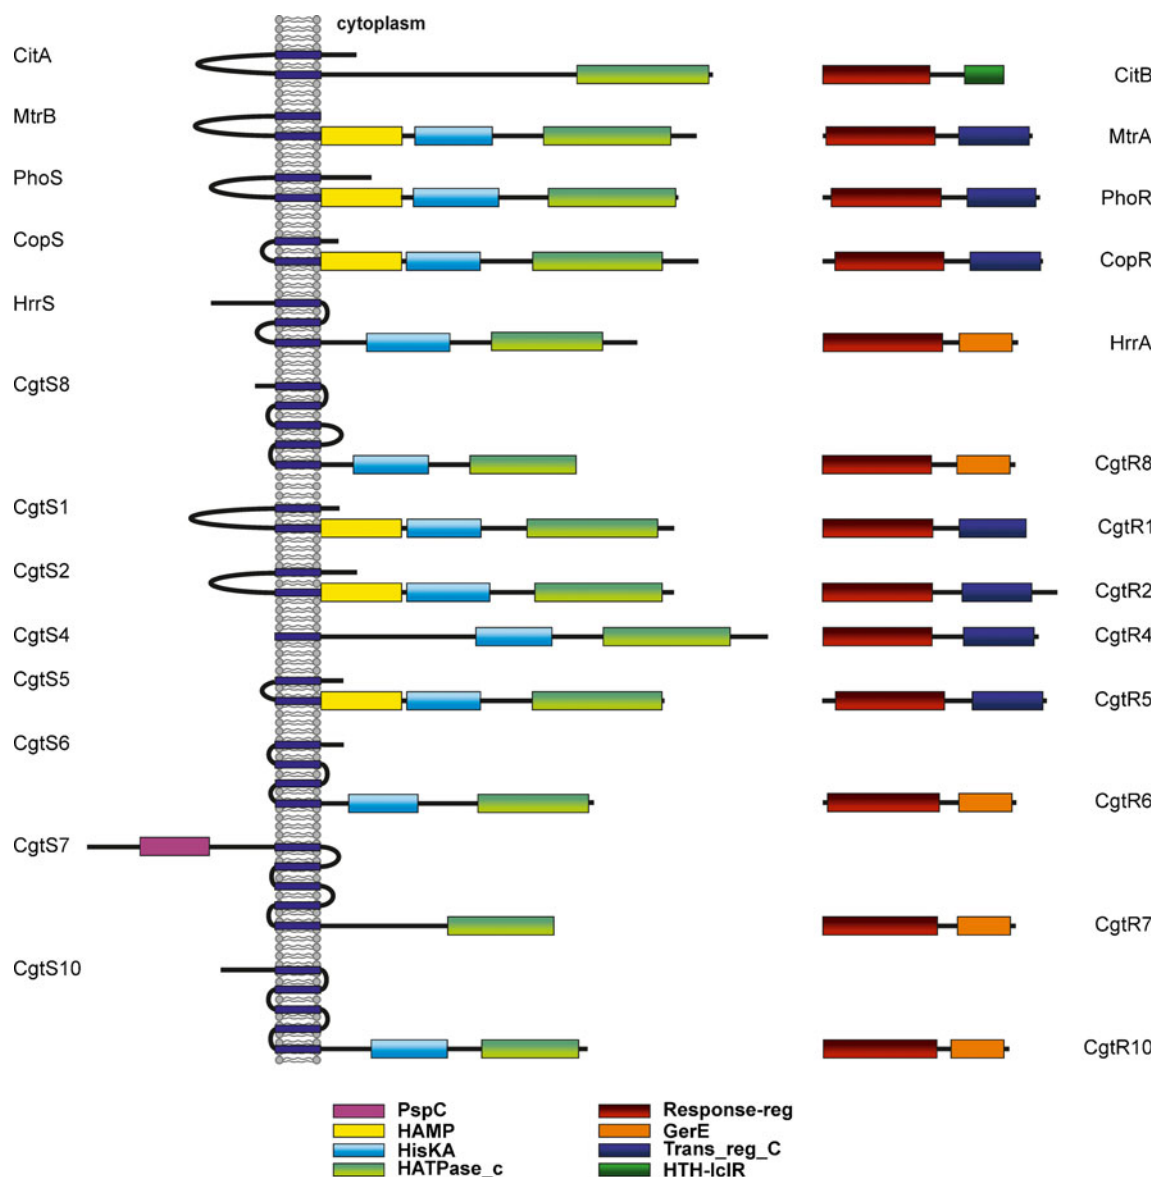 cytoplasm
CitA CitB
MtrB MtrA
PhoS PhoR
CopS CopR
HrrS HrrA
CgtS8 CgtR8
CgtS1 CgtR1
CgtS2 CgtR2
CgtS4 CgtR4
CgtS5 CgtR5
CgtS6 CgtR6
CgtS7 CgtR7
CgtS10 CgtR10
PspC Response-reg
HAMP GerE
HisKA Trans_reg_C
HATPase_c HTH-IclR